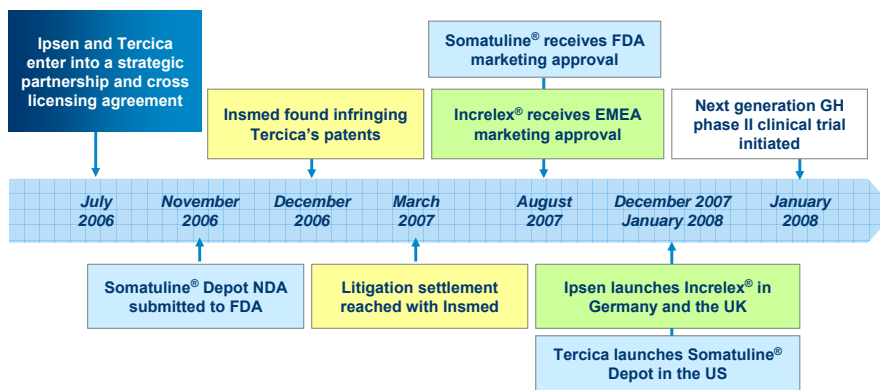 Ipsen and Tercica
enter into a strategic
partnership and cross
licensing agreement
Insmed found infringing
Tercica's patents
Somatuline® receives FDA
marketing approval
Increlex® receives EMEA
marketing approval
Next generation GH
phase II clinical trial
initiated
July
2006
November
2006
December
2006
March
2007
August
2007
December 2007
January 2008
January
2008
Somatuline® Depot NDA
submitted to FDA
Litigation settlement
reached with Insmed
Ipsen launches Increlex® in
Germany and the UK
Tercica launches Somatuline®
Depot in the US